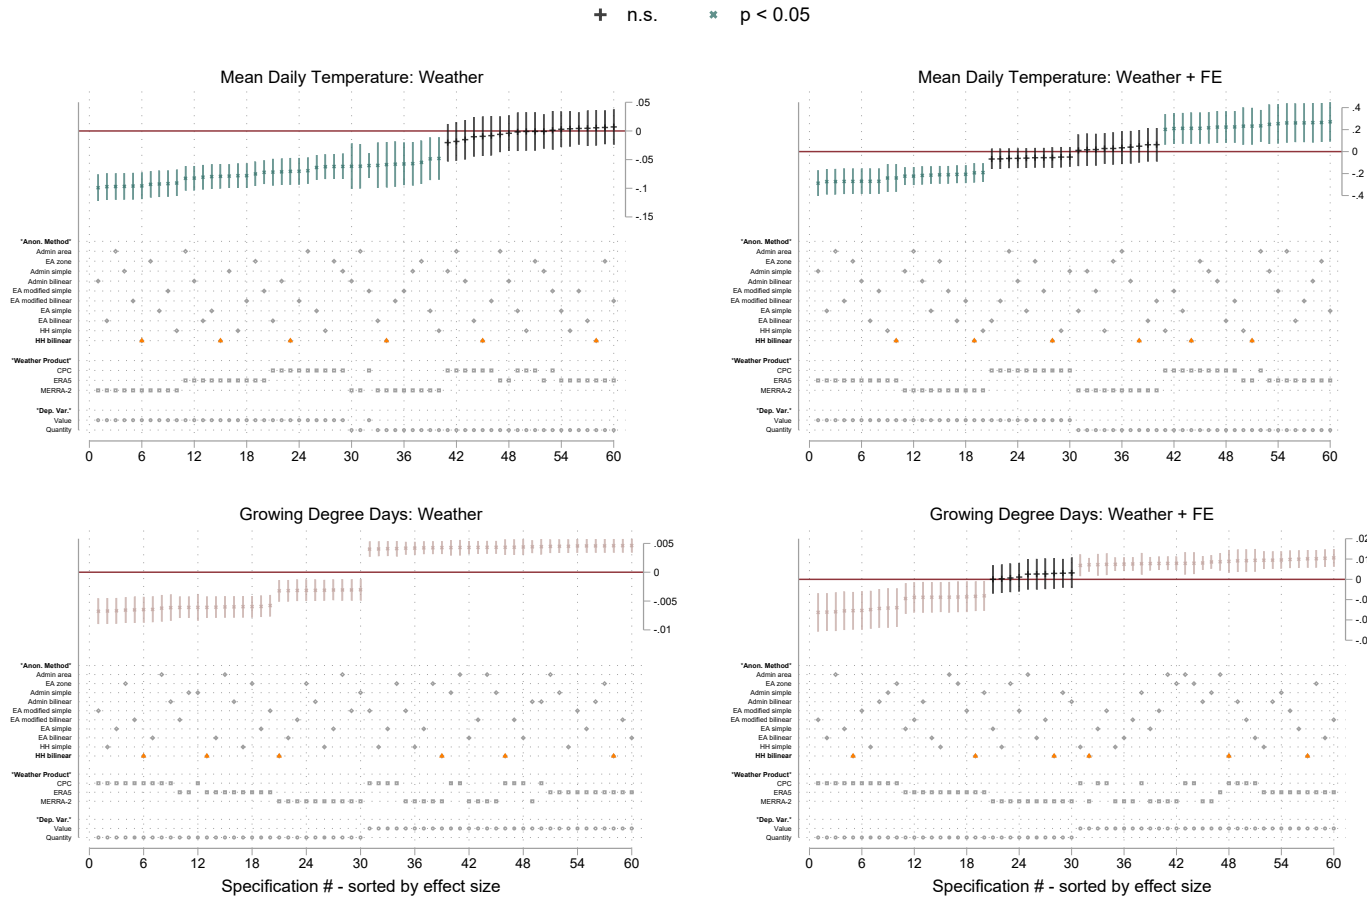 n.s. p < 0.05
Mean Daily Temperature: Weather
.05
0
-.05
-.1
-.15
"Anon. Method"
Admin area
EA zone
Admin simple
Admin bilinear
EA modified simple
EA modified bilinear
EA simple
EA bilinear
HH simple
HH bilinear
"Weather Product"
CPC
ERA5
MERRA-2
"Dep. Var."
Value
Quantity
0 6 12 18 24 30 36 42 48 54 60
Mean Daily Temperature: Weather + FE
.4
.2
0
-.2
-.4
"Anon. Method"
Admin area
EA zone
Admin simple
Admin bilinear
EA modified simple
EA modified bilinear
EA simple
EA bilinear
HH simple
HH bilinear
"Weather Product"
CPC
ERA5
MERRA-2
"Dep. Var."
Value
Quantity
0 6 12 18 24 30 36 42 48 54 60
Growing Degree Days: Weather
.005
0
-.005
-.01
"Anon. Method"
Admin area
EA zone
Admin simple
Admin bilinear
EA modified simple
EA modified bilinear
EA simple
EA bilinear
HH simple
HH bilinear
"Weather Product"
CPC
ERA5
MERRA-2
"Dep. Var."
Value
Quantity
0 6 12 18 24 30 36 42 48 54 60
Specification # - sorted by effect size
Growing Degree Days: Weather + FE
.02
.01
0
-.0
-.0
-.0
"Anon. Method"
Admin area
EA zone
Admin simple
Admin bilinear
EA modified simple
EA modified bilinear
EA simple
EA bilinear
HH simple
HH bilinear
"Weather Product"
CPC
ERA5
MERRA-2
"Dep. Var."
Value
Quantity
0 6 12 18 24 30 36 42 48 54 60
Specification # - sorted by effect size